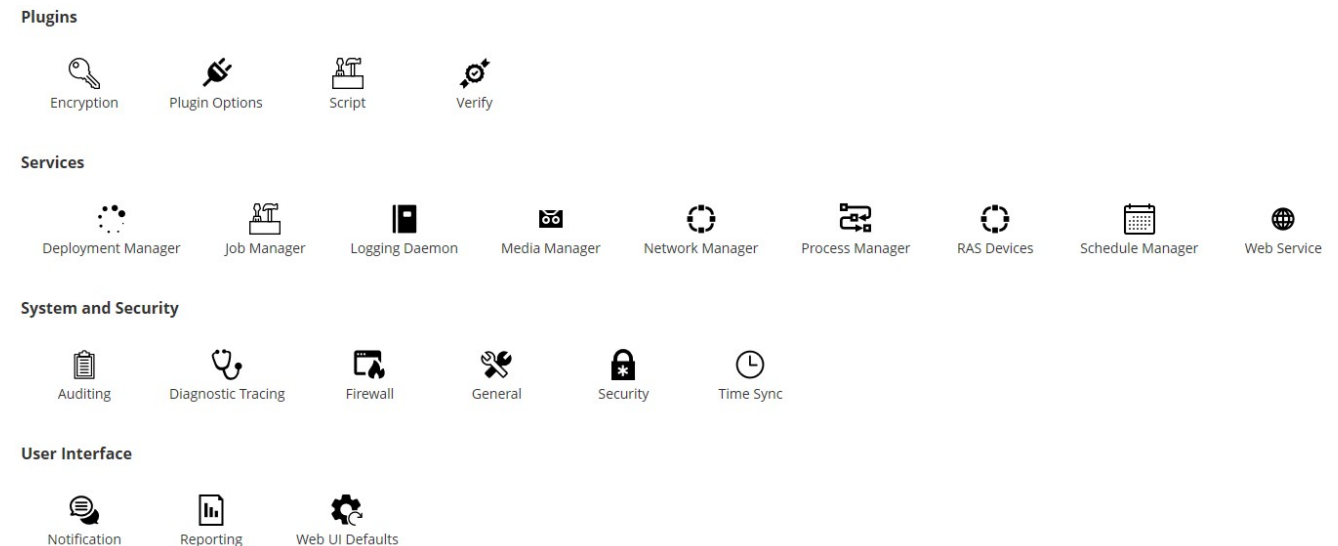 Plugins
Encryption Plugin Options Script Verify
Services
Deployment Manager Job Manager Logging Daemon Media Manager Network Manager Process Manager RAS Devices Schedule Manager Web Service
System and Security
Auditing Diagnostic Tracing Firewall General Security Time Sync
User Interface
Notification Reporting Web UI Defaults